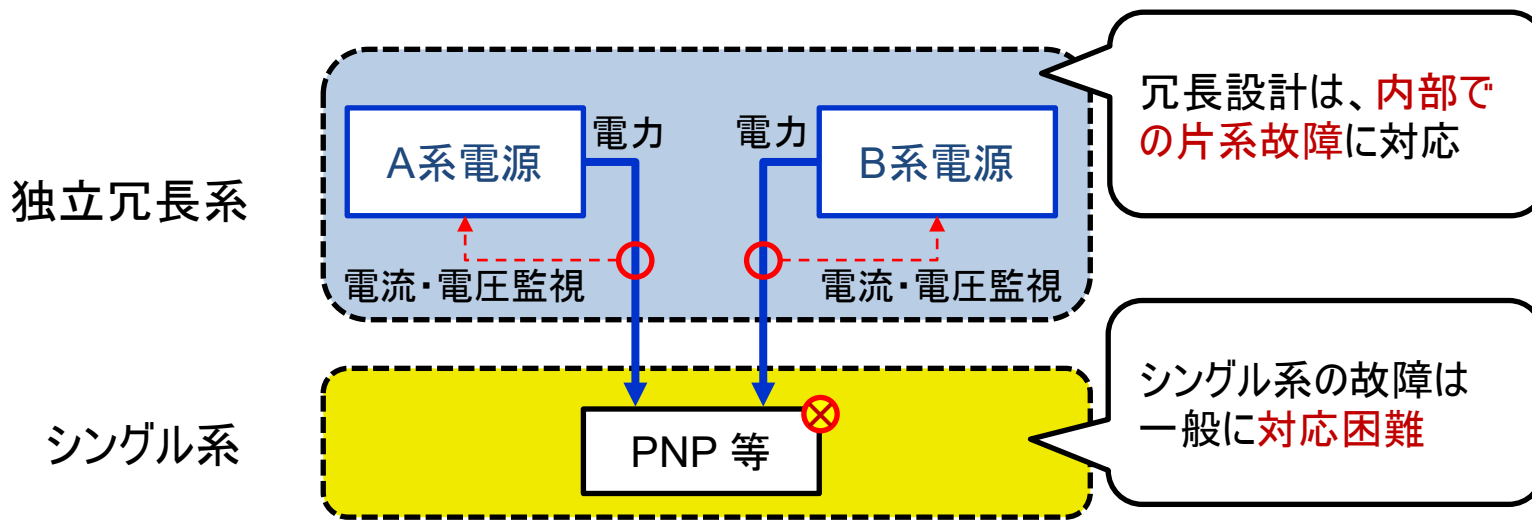 独立冗長系
A系電源
電力
電力
B系電源
電流・電圧監視
電流・電圧監視
冗長設計は、内部で
の片系故障に対応
シングル系
PNP 等
シングル系の故障は
一般に対応困難